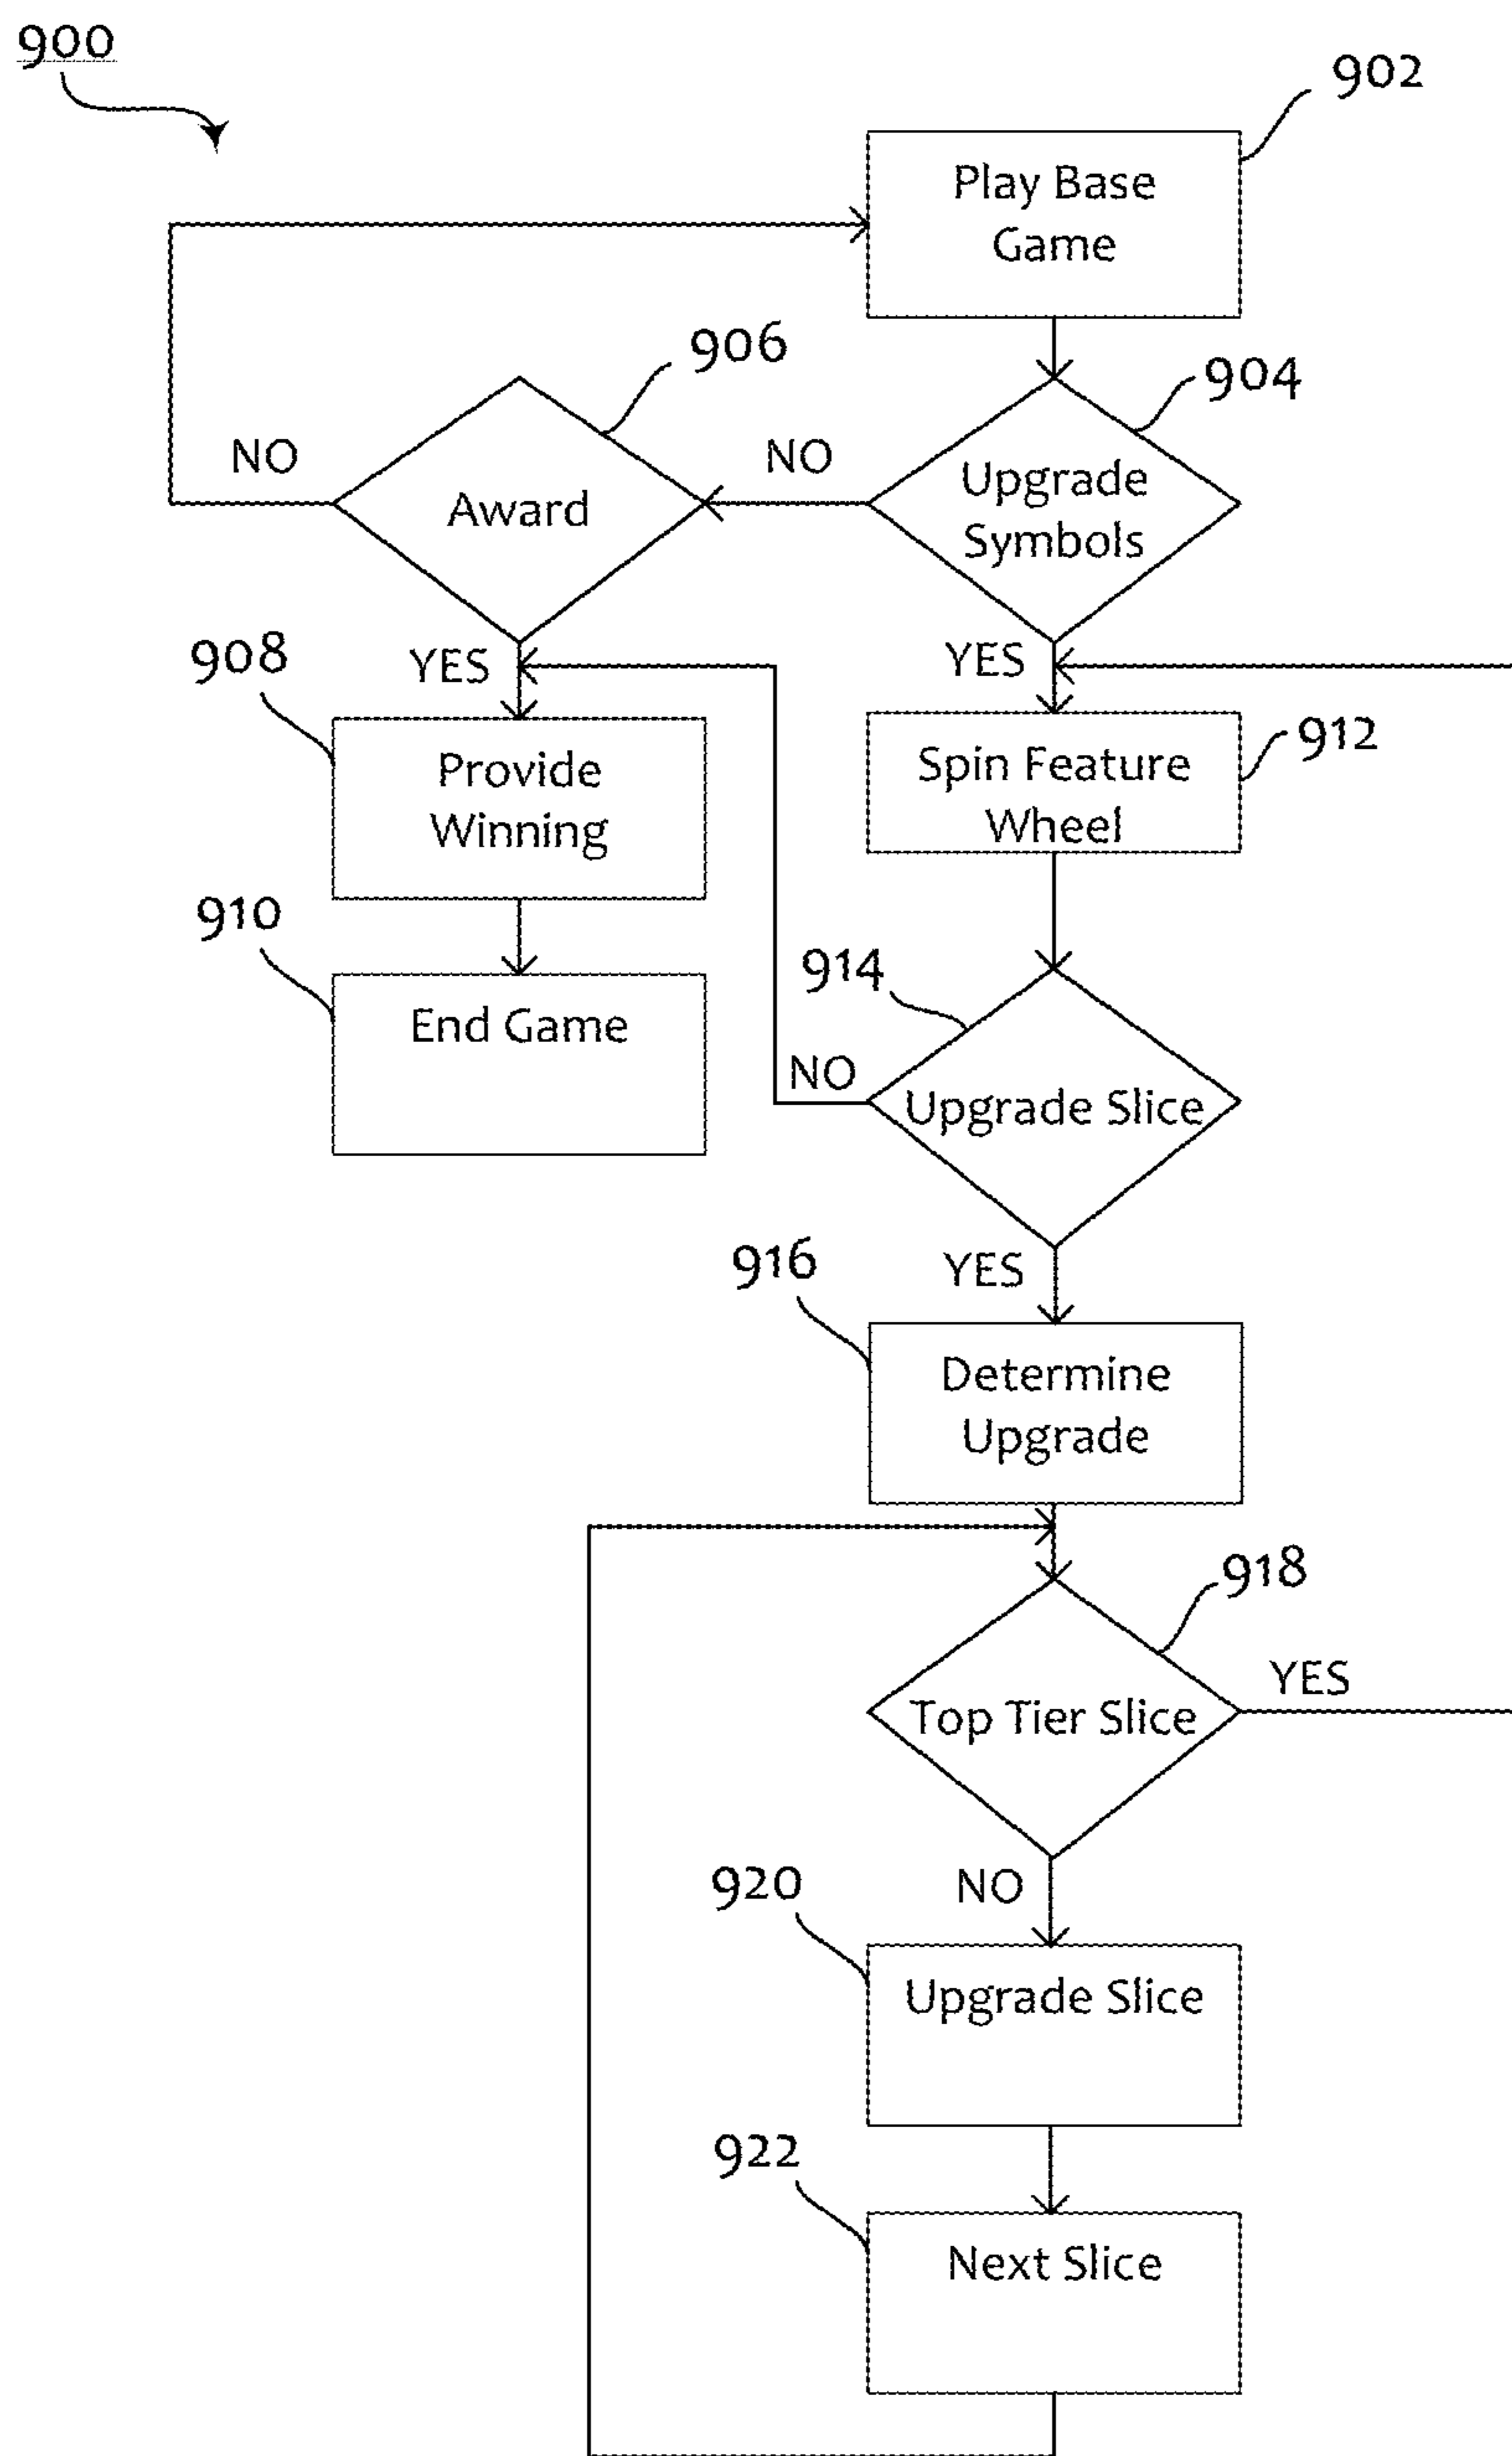 900
902
Play Base
Game
906
904
NO
NO
Award
Upgrade
Symbols
908
YES
YES
Provide
Winning
Spin Feature
Wheel
912
910
End Game
914
NO
Upgrade Slice
YES
916
Determine
Upgrade
918
YES
Top Tier Slice
NO
920
Upgrade Slice
922
Next Slice